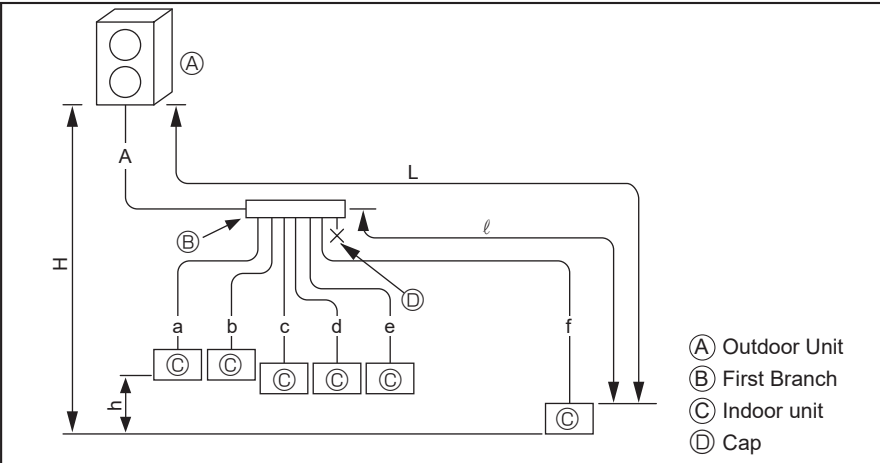 Ⓐ
A
L
Ⓑ
ℓ
H
Ⓓ
a b c d e f
Ⓒ Ⓒ Ⓒ Ⓒ Ⓒ
h
Ⓒ
Ⓐ Outdoor Unit
Ⓑ First Branch
Ⓒ Indoor unit
Ⓓ Cap